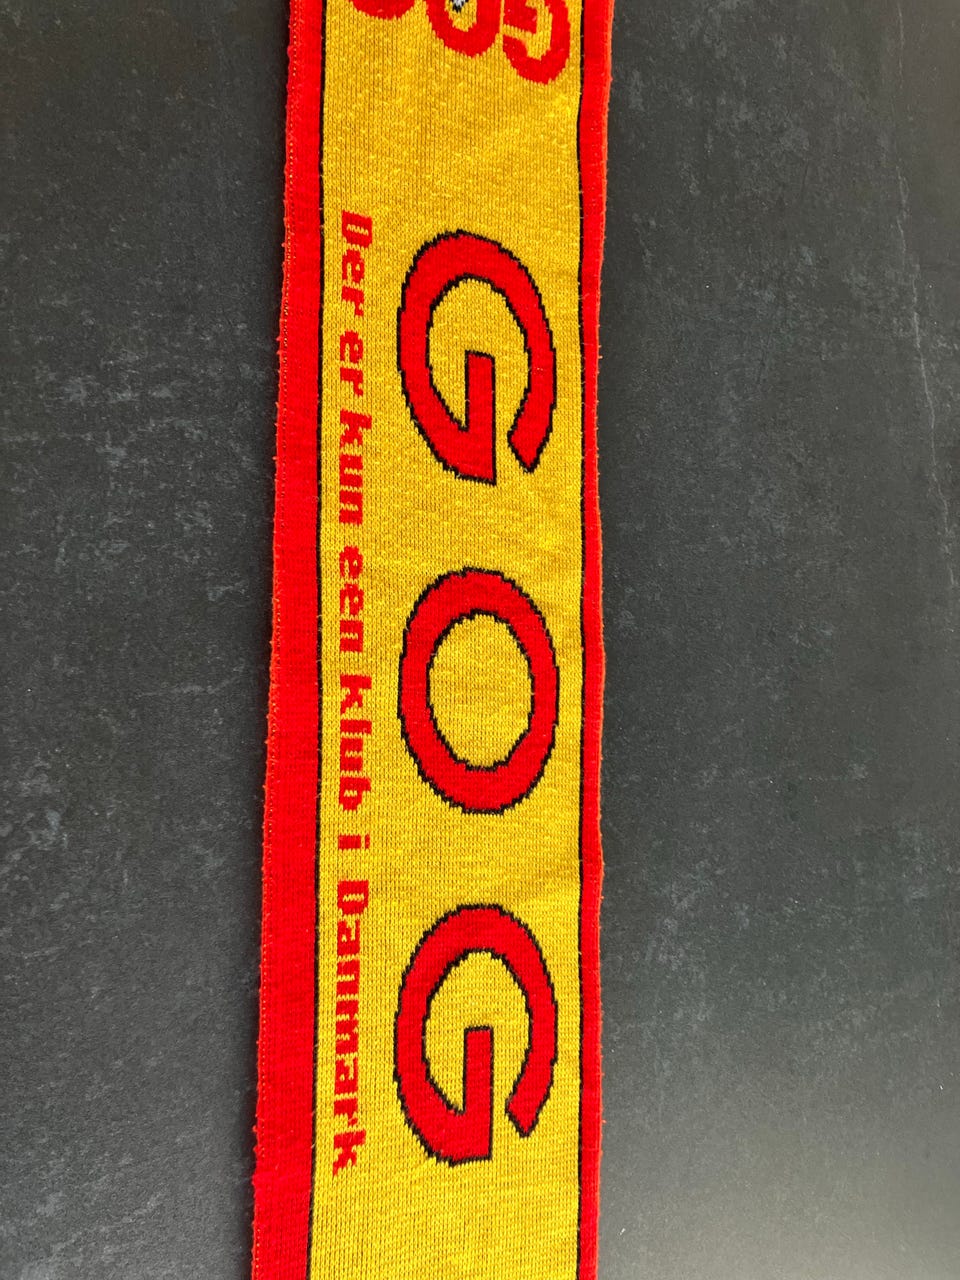 GOG
Der er kun een klub i Danmark